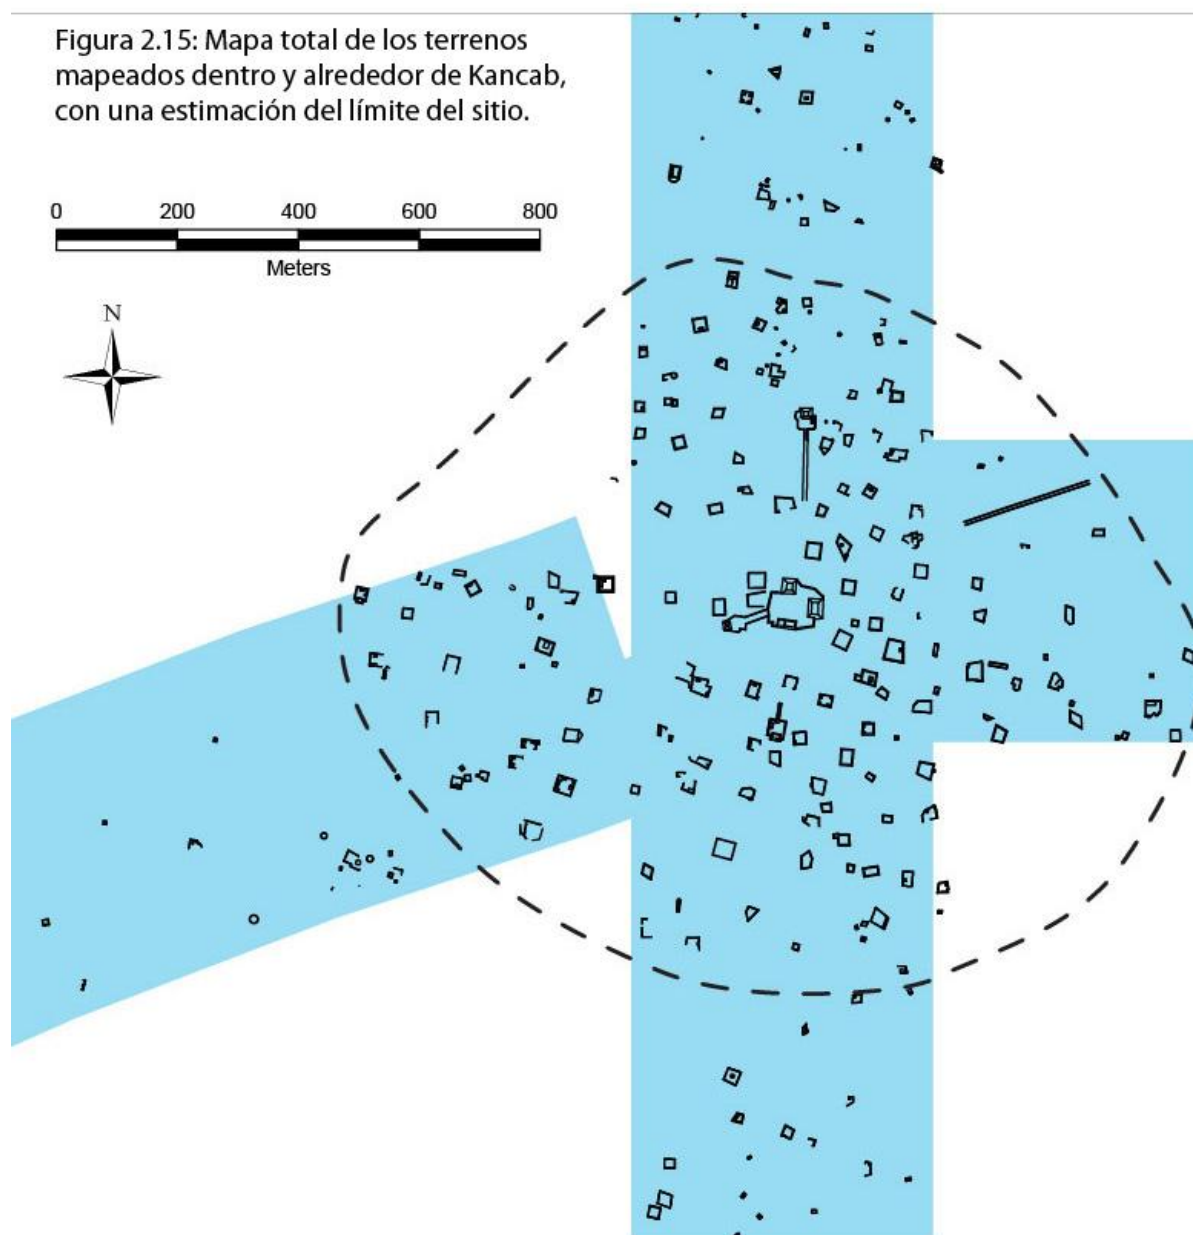 Figura 2.15: Mapa total de los terrenos
mapeados dentro y alrededor de Kancab,
con una estimación del límite del sitio.
0 200 400 600 800
Meters
N